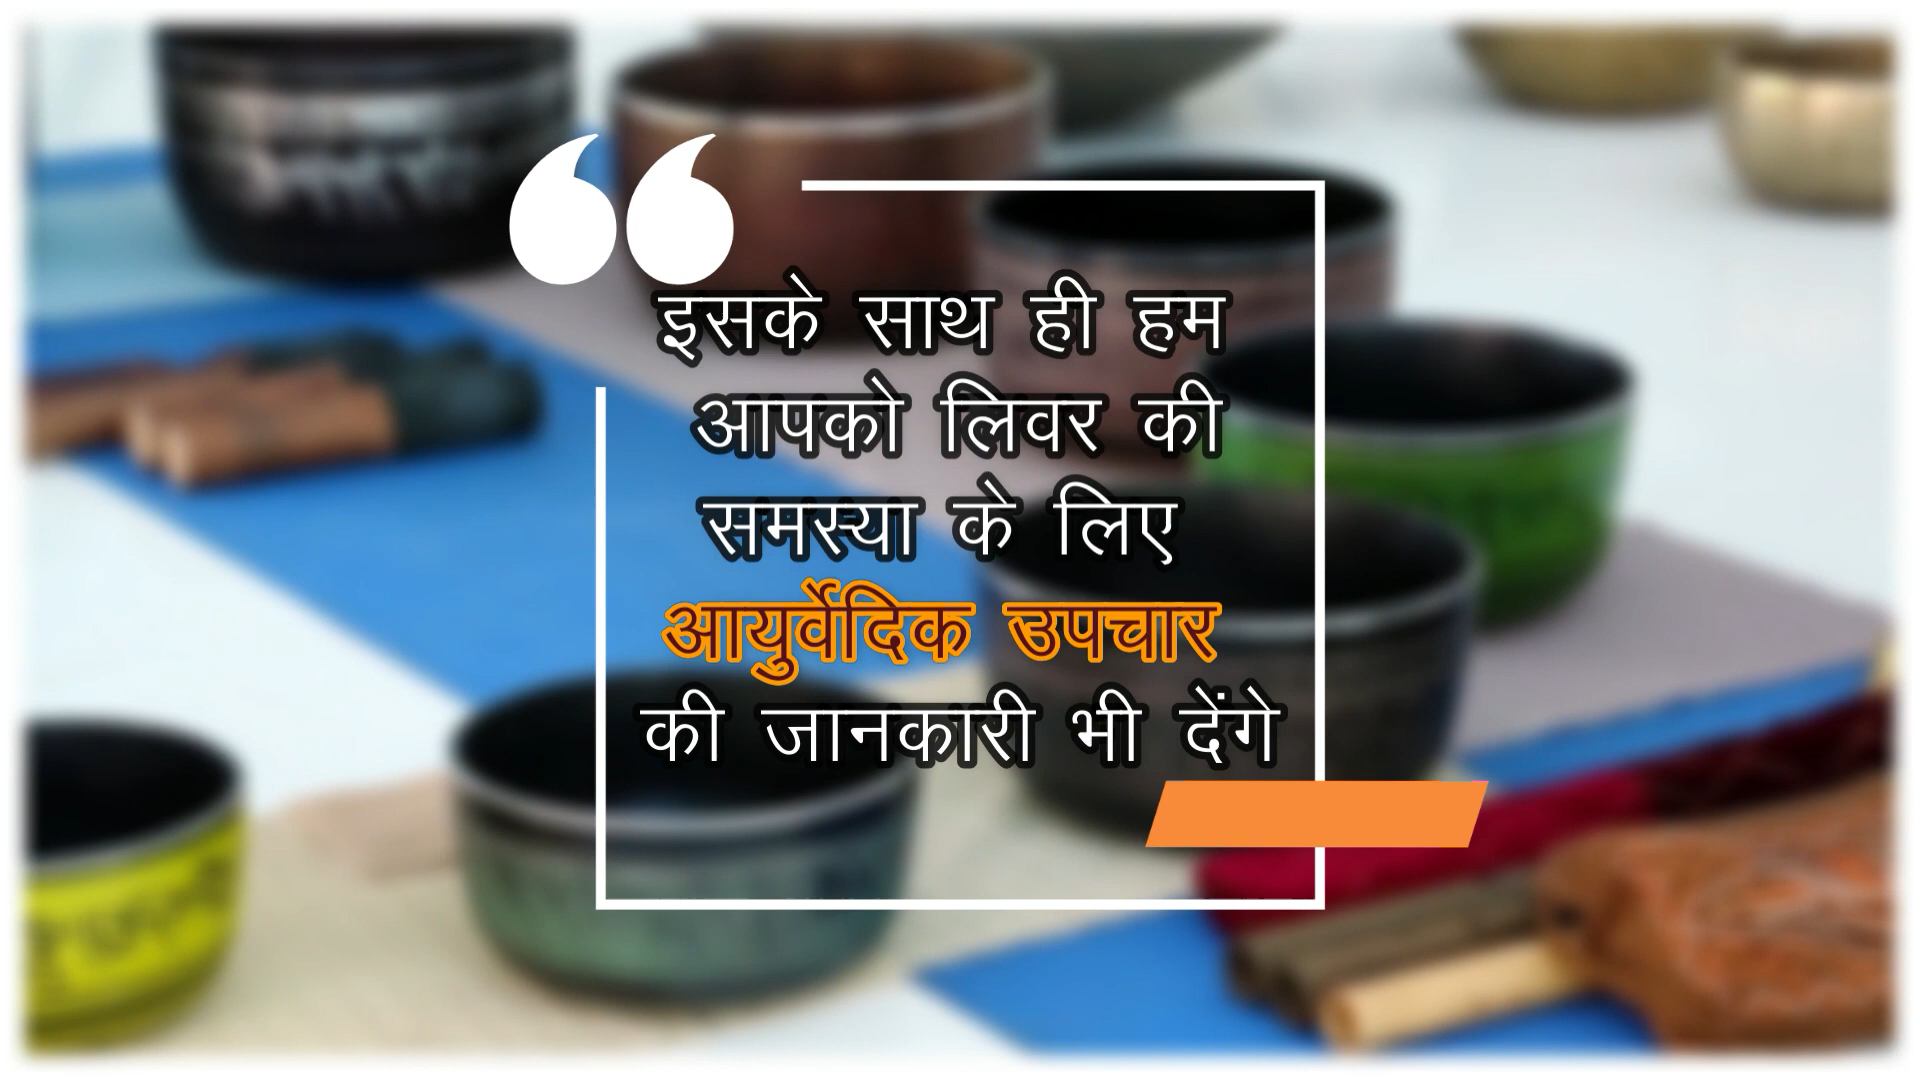 इसके साथ ही हम
आपको लिवर की
समस्या के लिए
आयुर्वेदिक उपचार
की जानकारी भी देंगे